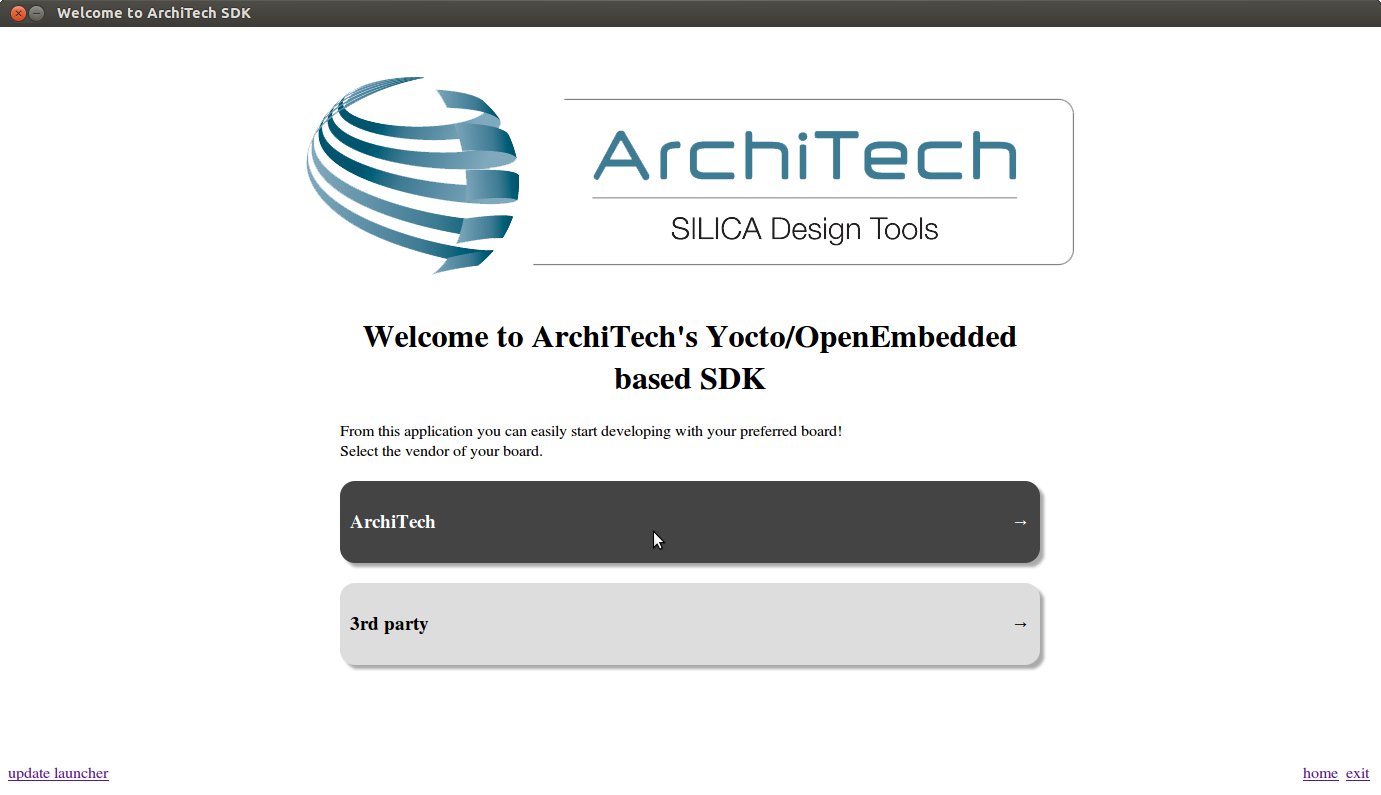 Welcome to ArchiTech SDK
ArchiTech
SILICA Design Tools
Welcome to ArchiTech's Yocto/OpenEmbedded
based SDK
From this application you can easily start developing with your preferred board!
Select the vendor of your board.
ArchiTech →
3rd party →
update launcher
home exit